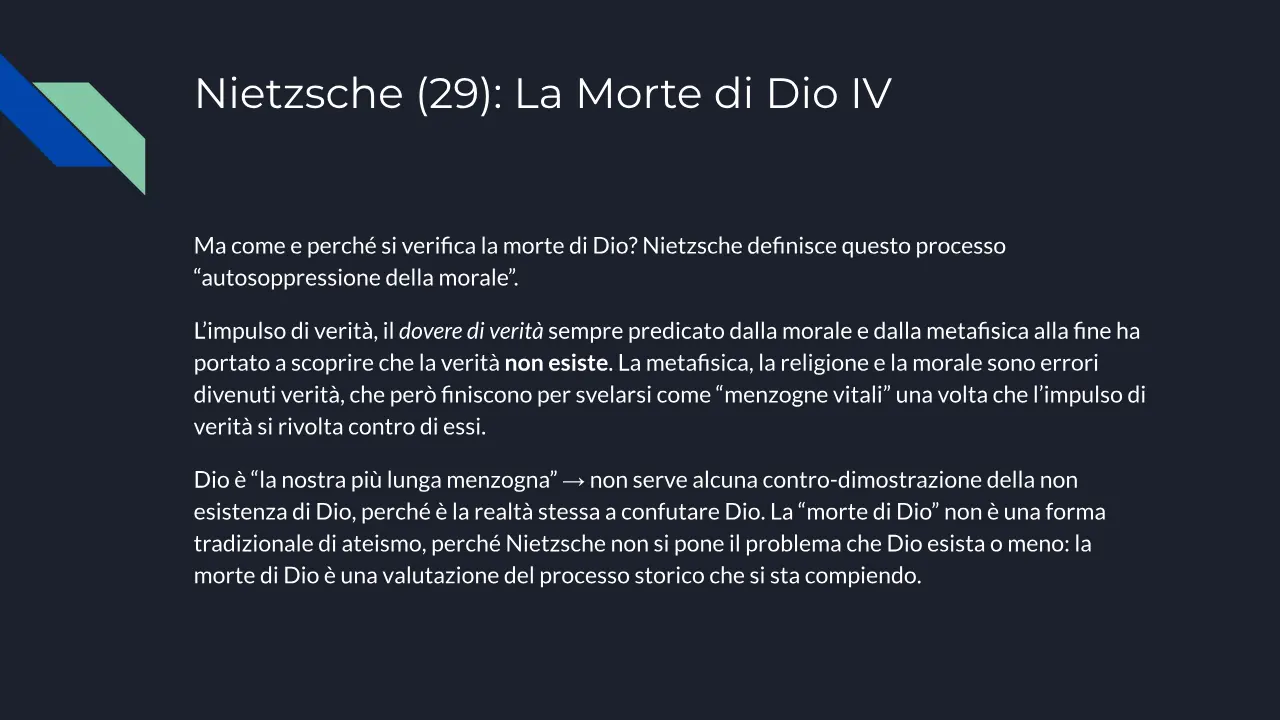 Nietzsche (29): La Morte di Dio IV
Ma come e perché si verifica la morte di Dio? Nietzsche definisce questo processo
“autosoppressione della morale”.
L’impulso di verità, il dovere di verità sempre predicato dalla morale e dalla metafisica alla fine ha
portato a scoprire che la verità non esiste. La metafisica, la religione e la morale sono errori
divenuti verità, che però finiscono per svelarsi come “menzogne vitali” una volta che l’impulso di
verità si rivolta contro di essi.
Dio è “la nostra più lunga menzogna” → non serve alcuna contro-dimostrazione della non
esistenza di Dio, perché è la realtà stessa a confutare Dio. La “morte di Dio” non è una forma
tradizionale di ateismo, perché Nietzsche non si pone il problema che Dio esista o meno: la
morte di Dio è una valutazione del processo storico che si sta compiendo.